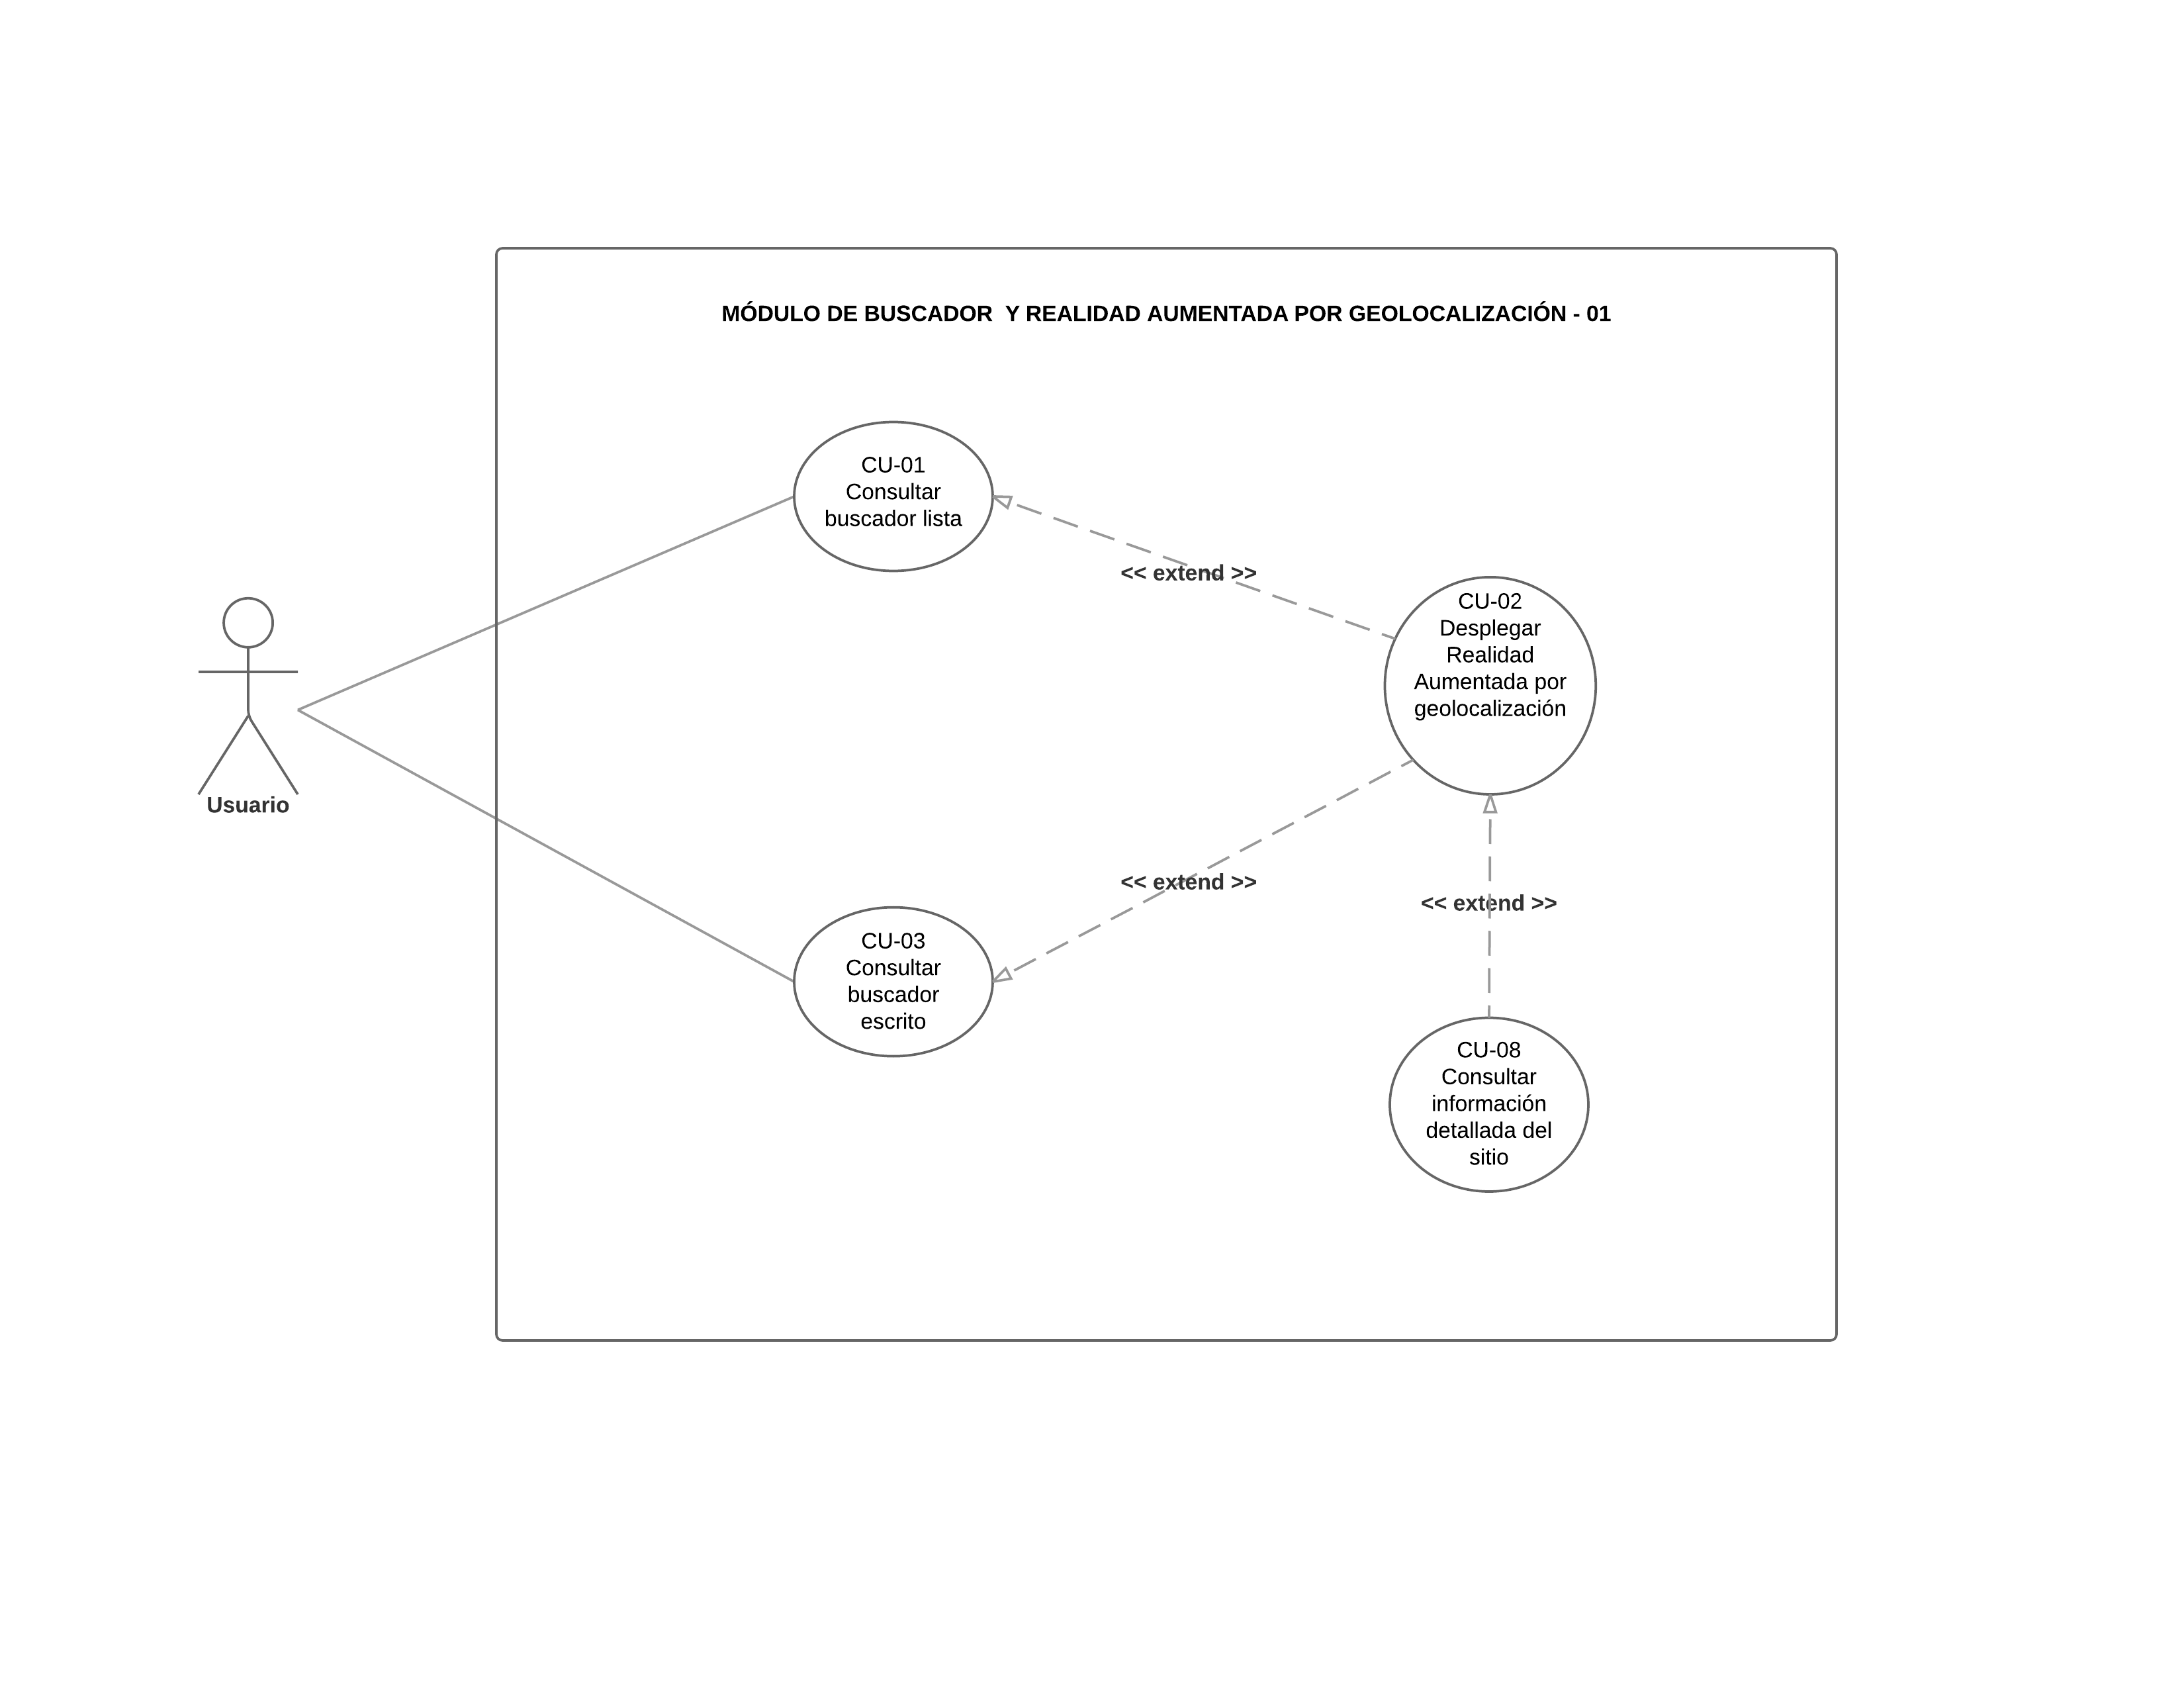 MÓDULO DE BUSCADOR  Y REALIDAD AUMENTADA POR GEOLOCALIZACIÓN - 01
CU-01
Consultar
buscador lista
<< extend >>
CU-02
Desplegar
Realidad
Aumentada por
geolocalización
Usuario
<< extend >>
<< extend >>
CU-03
Consultar
buscador
escrito
CU-08
Consultar
información
detallada del
sitio